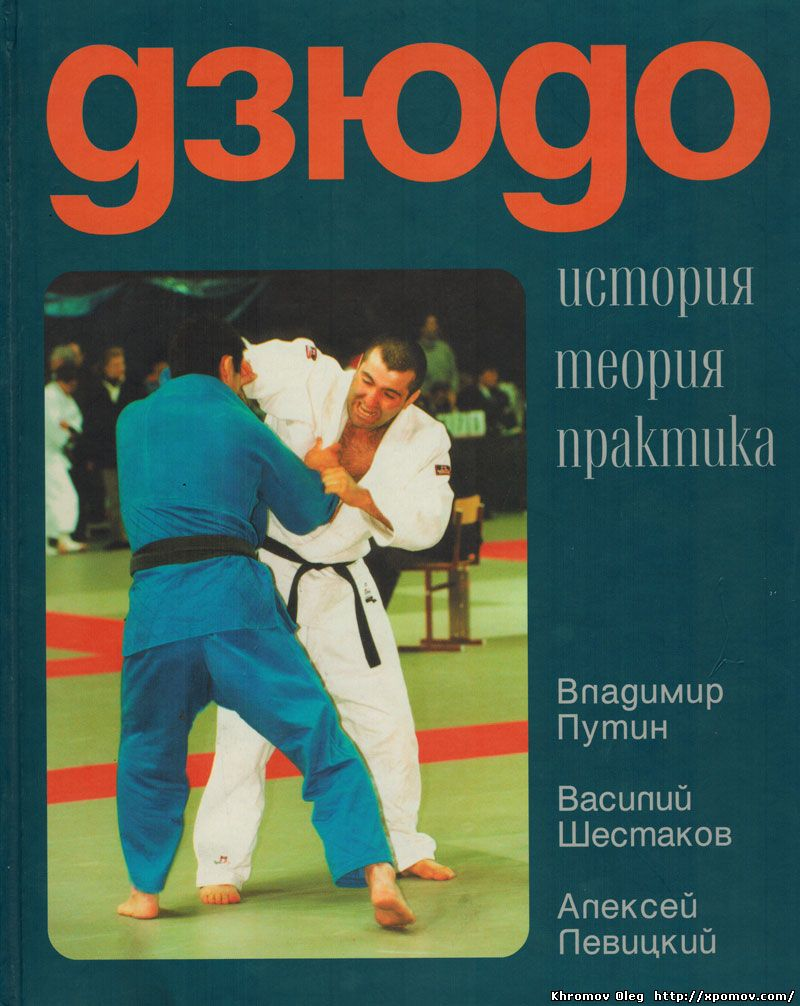 дзюдо
история
теория
практика
Владимир
Путин
Василий
Шестаков
Алексей
Левицкий
Khromov Oleg http://xpomov.com/